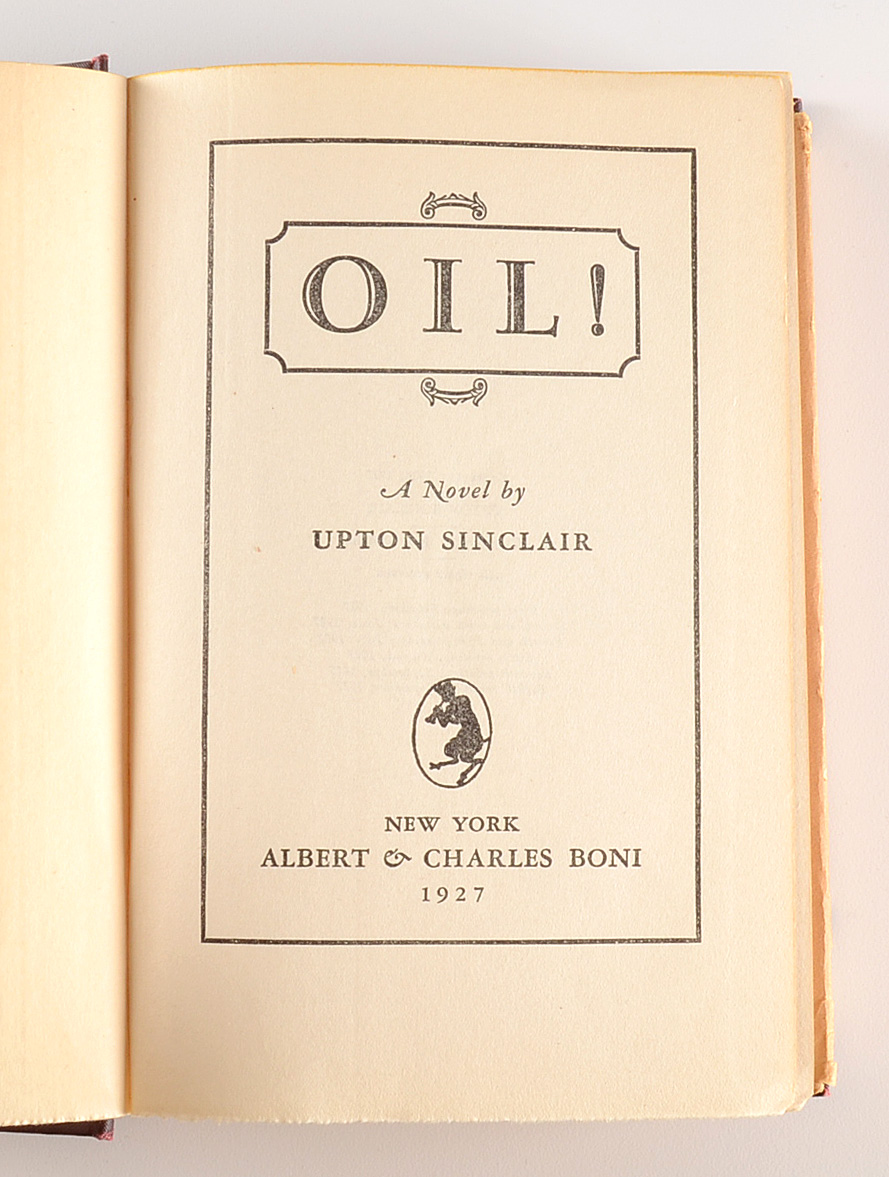 OIL!
A Novel by
UPTON SINCLAIR
NEW YORK
ALBERT & CHARLES BONI
1927